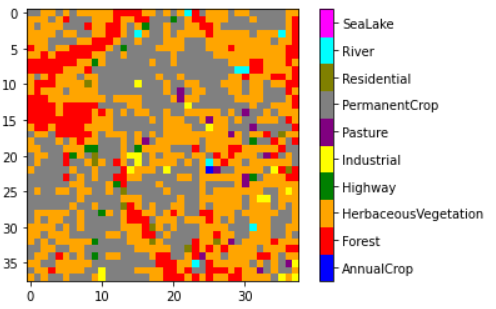 0
5
10
15
20
25
30
35
0
10
20
30
SeaLake
River
Residential
PermanentCrop
Pasture
Industrial
Highway
HerbaceousVegetation
Forest
AnnualCrop